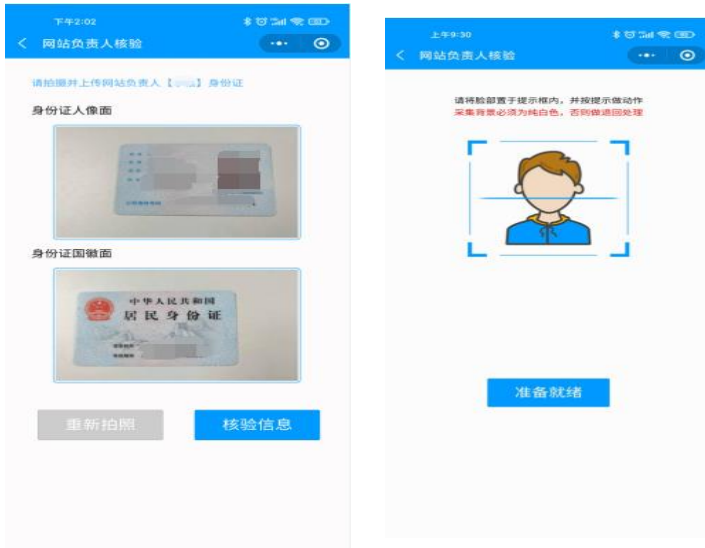 下午2:02
网站负责人核验
请拍照并上传网站负责人【 】身份证
身份证人像面
身份证国徽面
中华人民共和国
居民身份证
重新拍照
核验信息
上午9:30
网站负责人核验
请将脸部置于提示框内，并按提示做动作
采集背景必须为纯白色，否则做退回处理
准备就绪